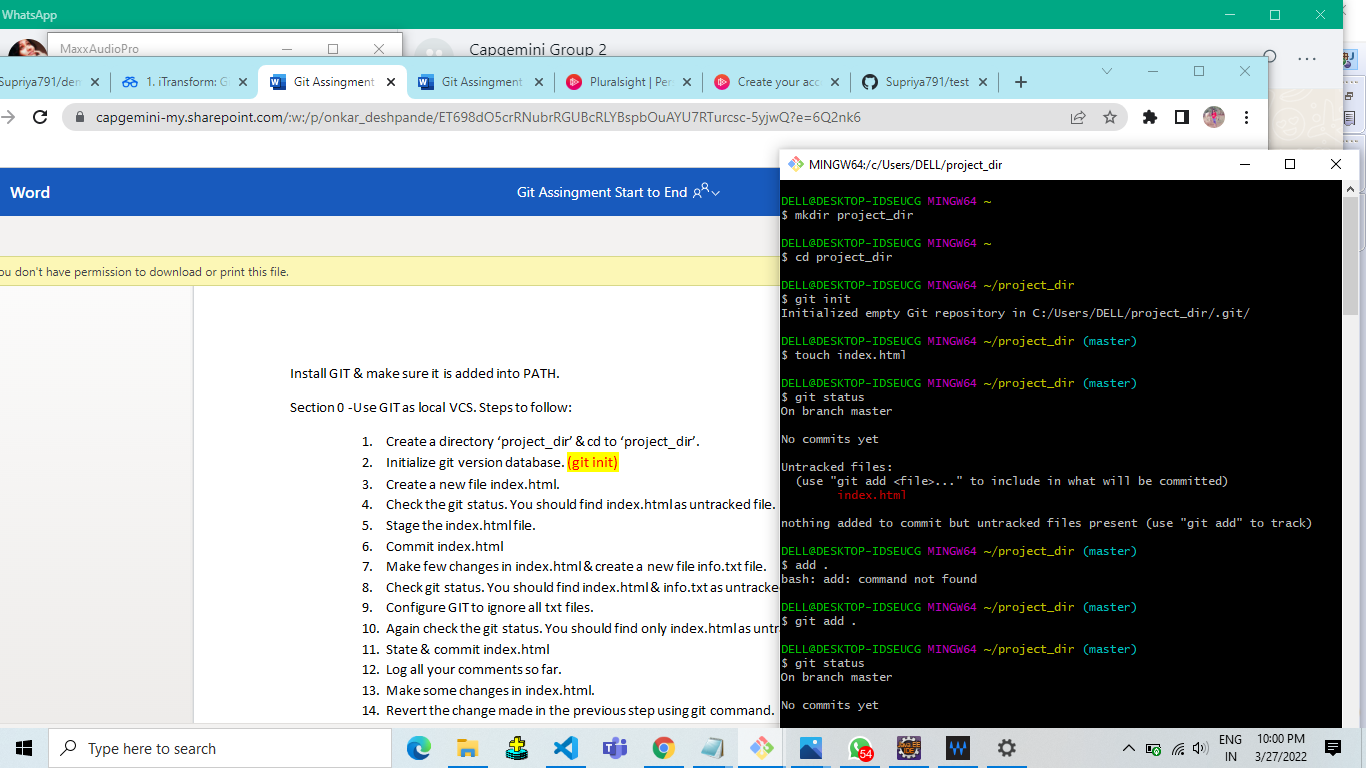 WhatsApp
MaxxAudioPro
Capgemini Group 2
Supriya791/den
1. iTransform: G
Git Assingment
Git Assingment
Pluralsight | Per
Create your acc
Supriya791/test
capgemini-my.sharepoint.com/:w:/p/onkar_deshpande/ET698dO5crRNubrRGUBcRLYBspbOuAYU7RTurcsc-5yjwQ?e=6Q2nk6
Word
Git Assingment Start to End
ou don't have permission to download or print this file.
Install GIT & make sure it is added into PATH.
Section 0 -Use GIT as local VCS. Steps to follow:
1. Create a directory ‘project_dir’ & cd to ‘project_dir’.
2. Initialize git version database. (git init)
3. Create a new file index.html.
4. Check the git status. You should find index.html as untracked file.
5. Stage the index.html file.
6. Commit index.html
7. Make few changes in index.html & create a new file info.txt file.
8. Check git status. You should find index.html & info.txt as untracke
9. Configure GIT to ignore all txt files.
10. Again check the git status. You should find only index.html as untr
11. State & commit index.html
12. Log all your comments so far.
13. Make some changes in index.html.
14. Revert the change made in the previous step using git command.
MINGW64:/c/Users/DELL/project_dir
DELL@DESKTOP-IDSEUCG MINGW64 ~
$ mkdir project_dir
DELL@DESKTOP-IDSEUCG MINGW64 ~
$ cd project_dir
DELL@DESKTOP-IDSEUCG MINGW64 ~/project_dir
$ git init
Initialized empty Git repository in C:/Users/DELL/project_dir/.git/
DELL@DESKTOP-IDSEUCG MINGW64 ~/project_dir (master)
$ touch index.html
DELL@DESKTOP-IDSEUCG MINGW64 ~/project_dir (master)
$ git status
On branch master
No commits yet
Untracked files:
(use "git add <file>..." to include in what will be committed)
index.html
nothing added to commit but untracked files present (use "git add" to track)
DELL@DESKTOP-IDSEUCG MINGW64 ~/project_dir (master)
$ add .
bash: add: command not found
DELL@DESKTOP-IDSEUCG MINGW64 ~/project_dir (master)
$ git add .
DELL@DESKTOP-IDSEUCG MINGW64 ~/project_dir (master)
$ git status
On branch master
No commits yet
Type here to search
54
ENG
IN
10:00 PM
3/27/2022